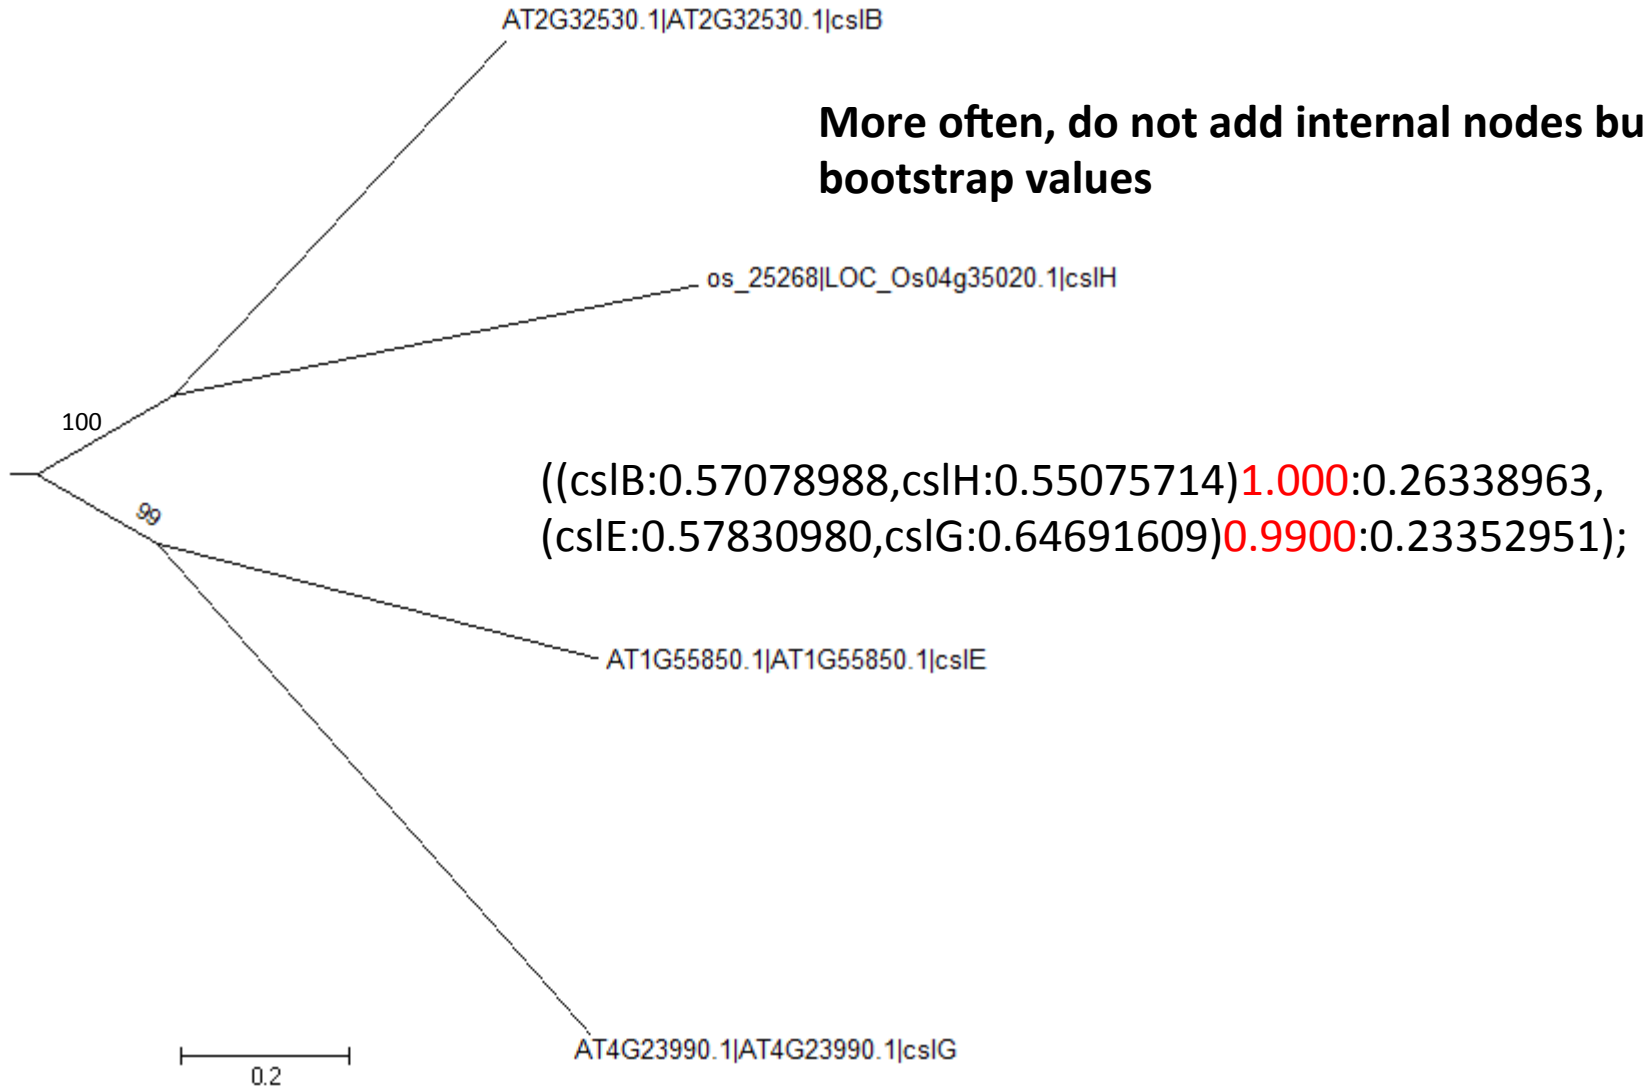 AT2G32530.1|AT2G32530.1|cslB
More often, do not add internal nodes bu
bootstrap values
os_25268|LOC_Os04g35020.1|cslH
100
((cslB:0.57078988,cslH:0.55075714)1.000:0.26338963,
(cslE:0.57830980,cslG:0.64691609)0.9900:0.23352951);
99
AT1G55850.1|AT1G55850.1|cslE
AT4G23990.1|AT4G23990.1|cslG
0.2